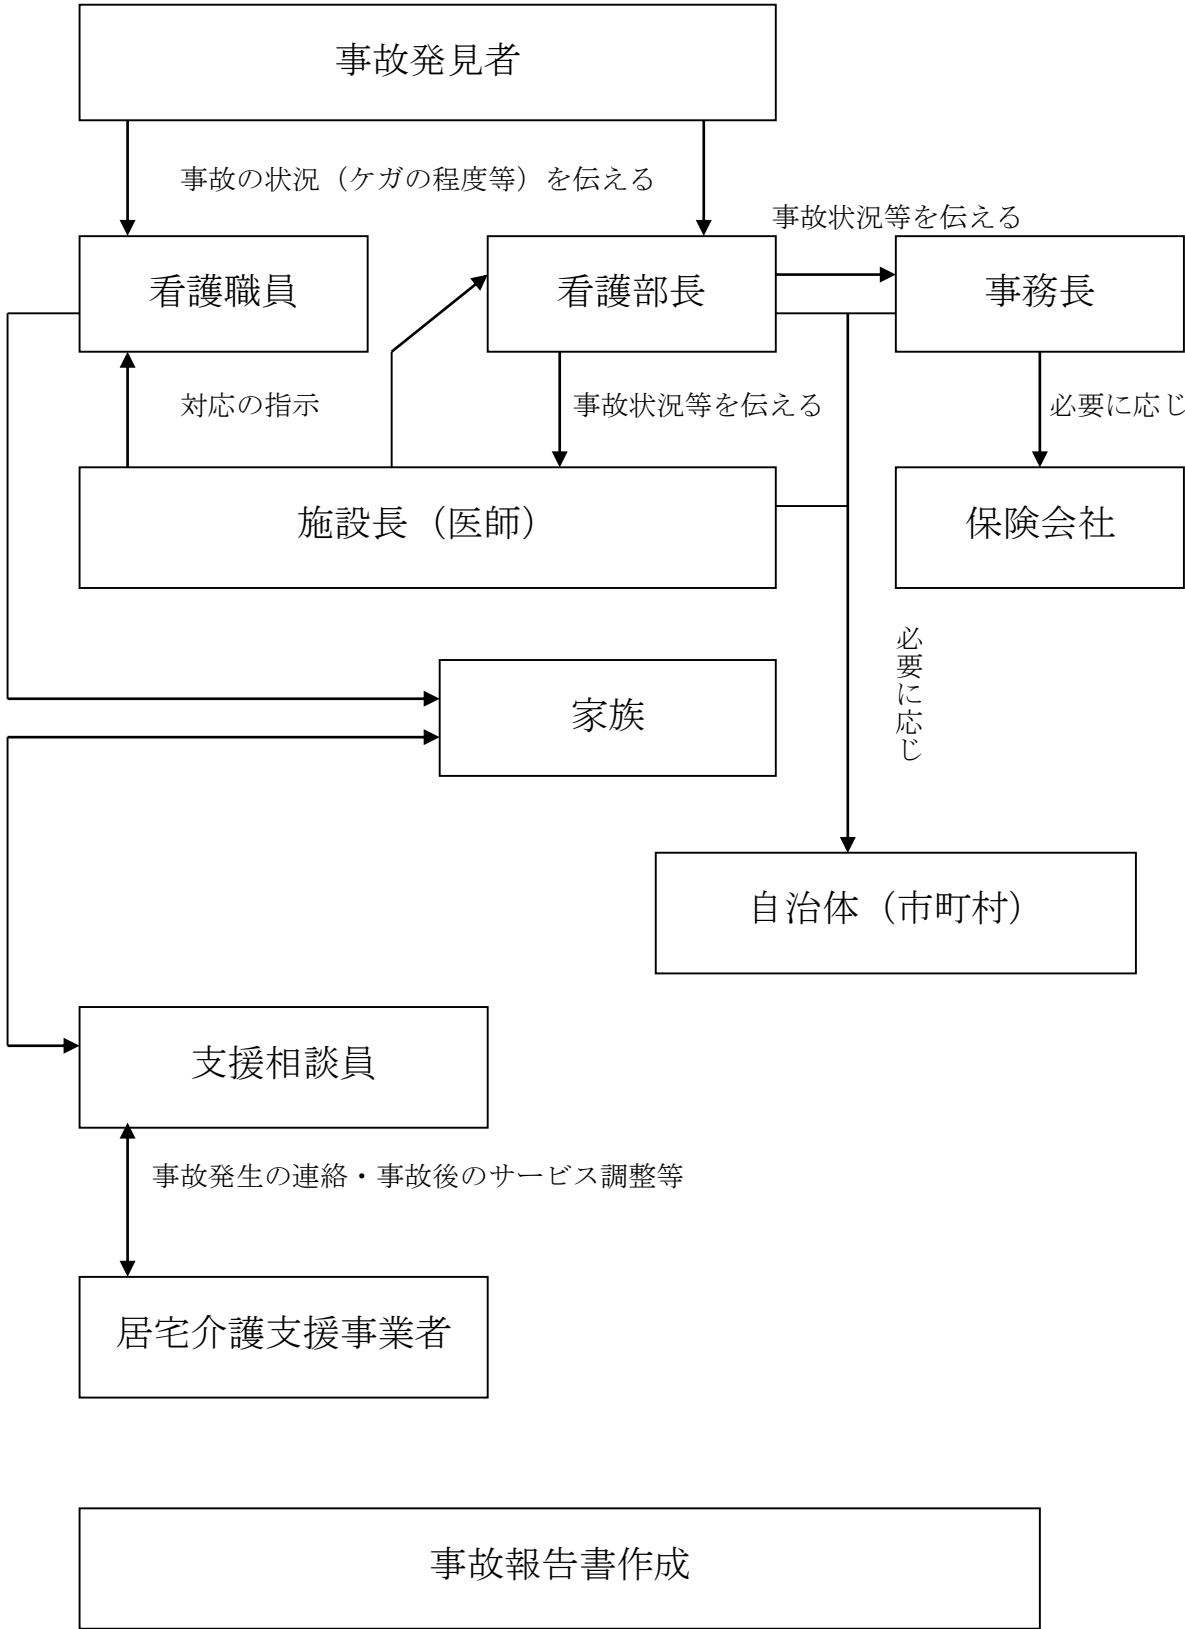 事故発見者
事故の状況（ケガの程度等）を伝える
事故状況等を伝える
看護職員
看護部長
事務長
対応の指示
事故状況等を伝える
必要に応じ
施設長（医師）
保険会社
必要に応じ
家族
自治体（市町村）
支援相談員
事故発生の連絡・事故後のサービス調整等
居宅介護支援事業者
事故報告書作成